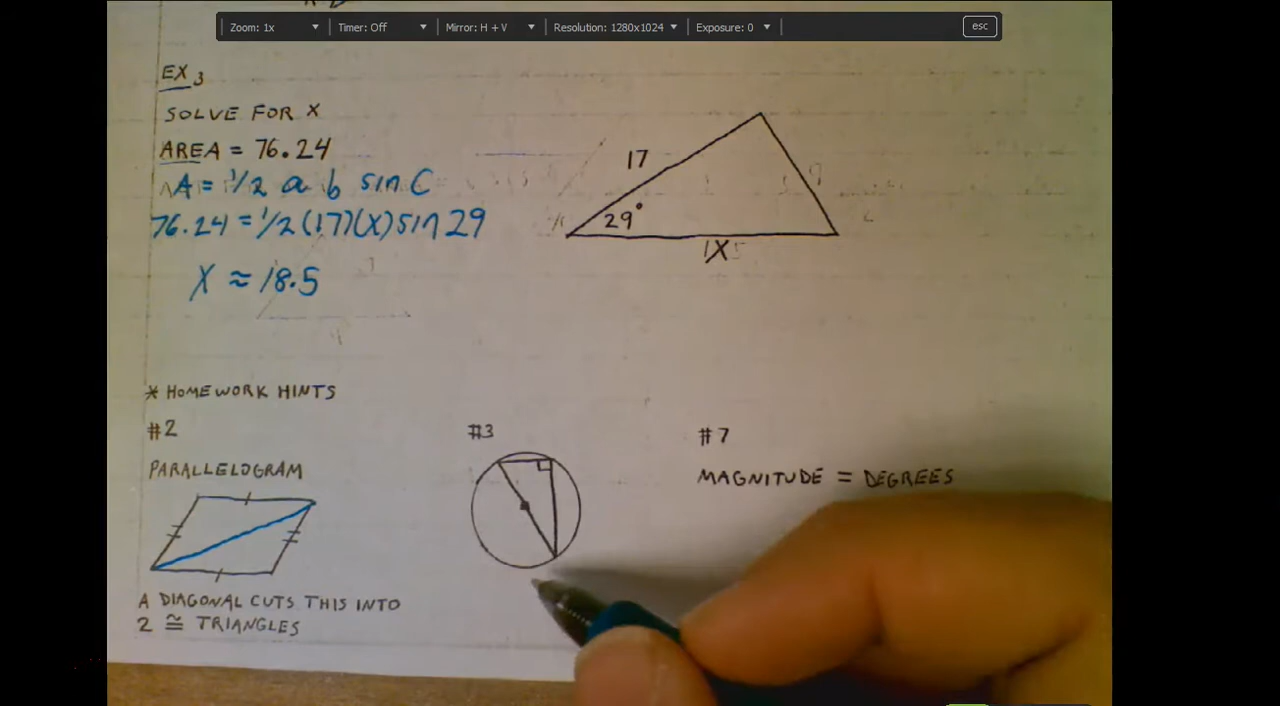 Zoom: 1x Timer: Off Mirror: H + V Resolution: 1280x1024 Exposure: 0 esc
EX 3
SOLVE FOR X
AREA = 76.24
A = 1/2 a b sin C
76.24 = 1/2 (17)(X) sin 29
X ≈ 18.5
17
29°
X
* HOMEWORK HINTS
#2
PARALLELOGRAM
A DIAGONAL CUTS THIS INTO
2 ≅ TRIANGLES
#3
#7
MAGNITUDE = DEGREES